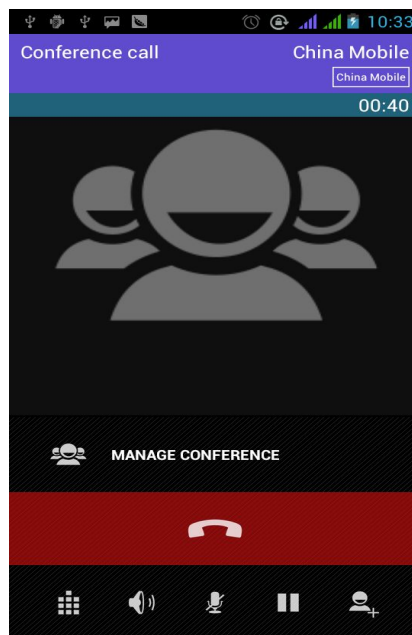 10:33
Conference call China Mobile
China Mobile
00:40
MANAGE CONFERENCE